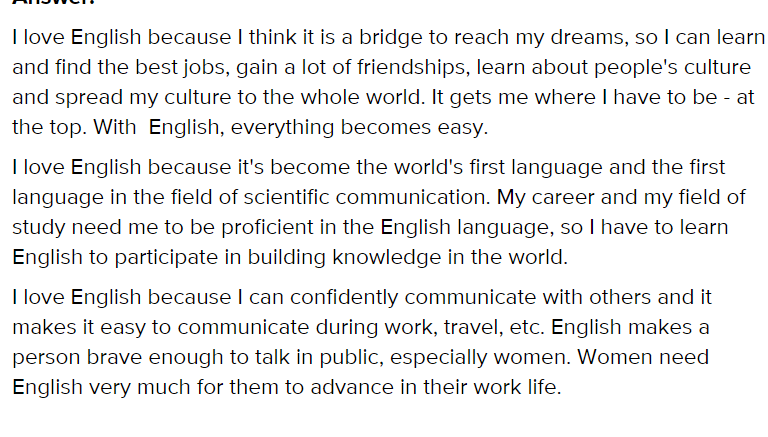 Answer:
I love English because I think it is a bridge to reach my dreams, so I can learn
and find the best jobs, gain a lot of friendships, learn about people's culture
and spread my culture to the whole world. It gets me where I have to be - at
the top. With  English, everything becomes easy.
I love English because it's become the world's first language and the first
language in the field of scientific communication. My career and my field of
study need me to be proficient in the English language, so I have to learn
English to participate in building knowledge in the world.
I love English because I can confidently communicate with others and it
makes it easy to communicate during work, travel, etc. English makes a
person brave enough to talk in public, especially women. Women need
English very much for them to advance in their work life.